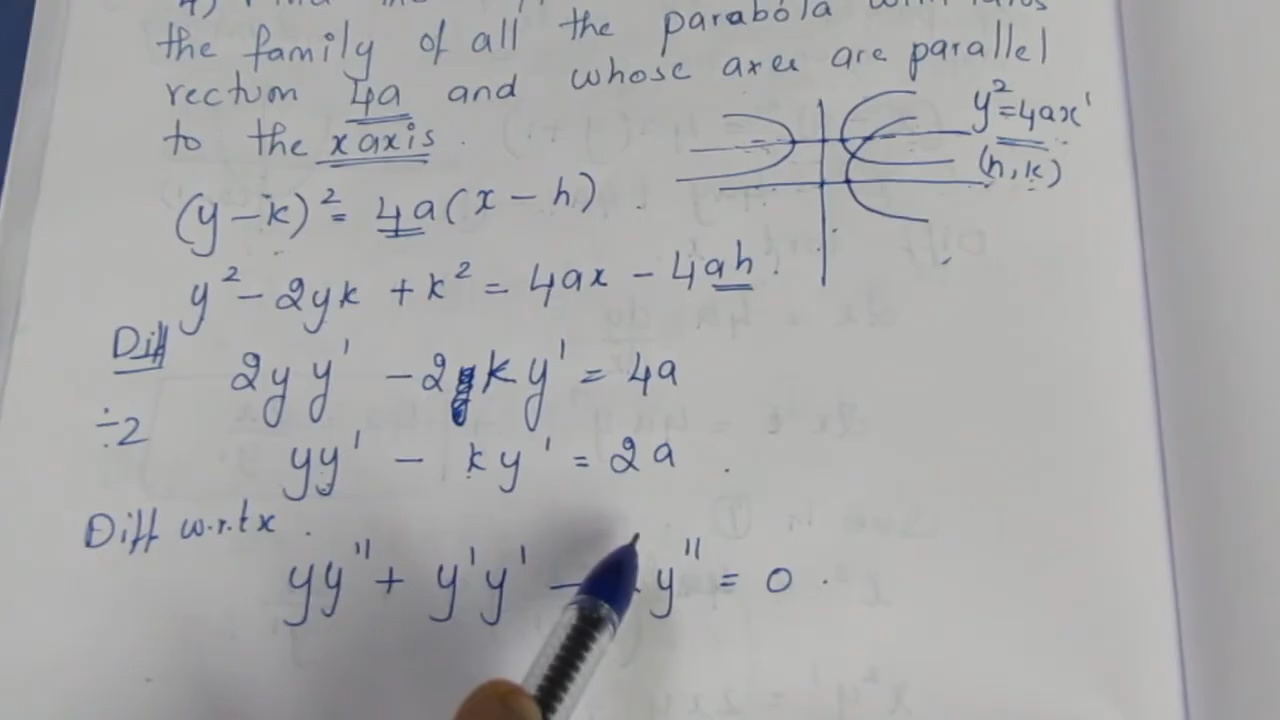 the family of all the parabola
rectum 4a and whose axes are parallel
to the x axis.
y² = 4ax
(h, k)
(y - k)² = 4a(x - h).
y² - 2yk + k² = 4ax - 4ah.
Diff
2yy' - 2ky' = 4a
÷2
yy' - ky' = 2a.
Diff w.r.t x.
yy'' + y'y' - y'' = 0.